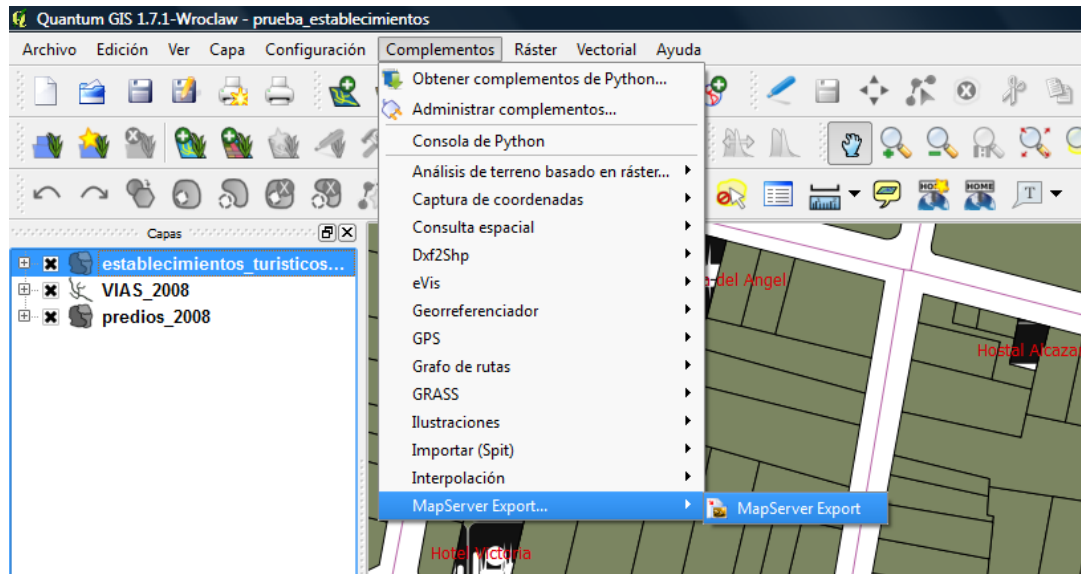 Quantum GIS 1.7.1-Wroclaw - prueba_establecimientos
Archivo Edición Ver Capa Configuración Complementos Ráster Vectorial Ayuda
Obtener complementos de Python...
Administrar complementos...
Consola de Python
Análisis de terreno basado en ráster...
Captura de coordenadas
Consulta espacial
Dxf2Shp
eVis
Georreferenciador
GPS
Grafo de rutas
GRASS
Ilustraciones
Importar (Spit)
Interpolación
MapServer Export...
MapServer Export
HOME
T
Capas
establecimientos_turisticos...
VIAS_2008
predios_2008
del Angel
Hostal Alcazar
Hotel Victoria